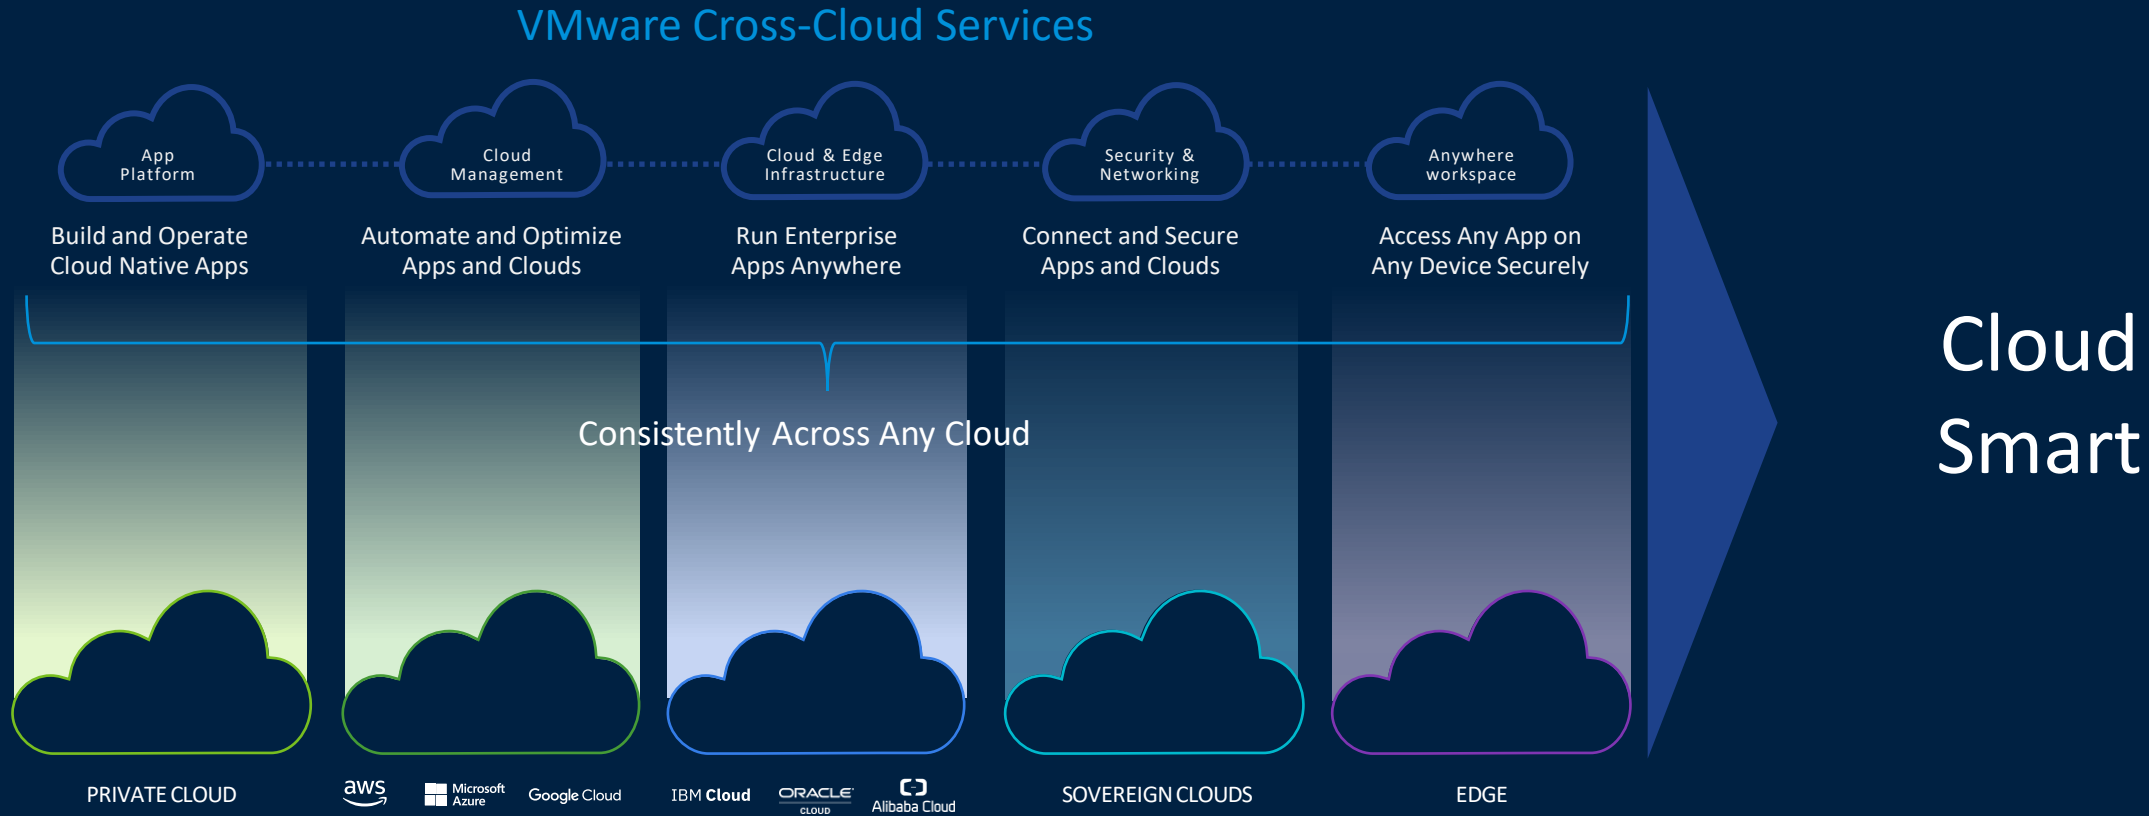 VMware Cross-Cloud Services
App
Platform
Cloud
Management
Cloud & Edge
Infrastructure
Security &
Networking
Anywhere
workspace
Build and Operate
Cloud Native Apps
Automate and Optimize
Apps and Clouds
Run Enterprise
Apps Anywhere
Connect and Secure
Apps and Clouds
Access Any App on
Any Device Securely
Consistently Across Any Cloud
Cloud
Smart
PRIVATE CLOUD
aws
Microsoft
Azure
Google Cloud
IBM Cloud
ORACLE
CLOUD
Alibaba Cloud
SOVEREIGN CLOUDS
EDGE